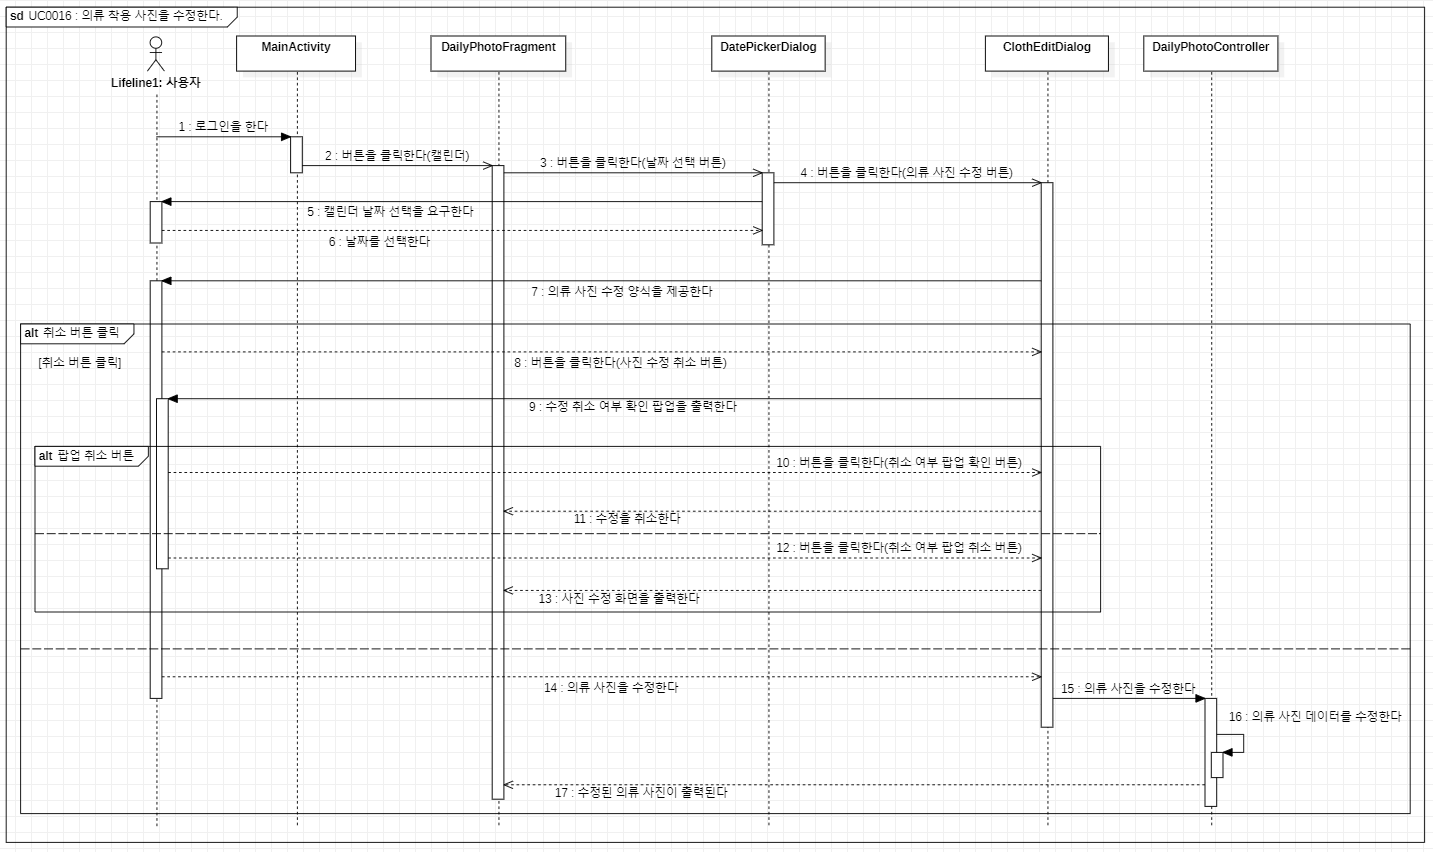 sd UC0016 : 의류 착용 사진을 수정한다.
MainActivity
DailyPhotoFragment
DatePickerDialog
ClothEditDialog
DailyPhotoController
Lifeline1: 사용자
1 : 로그인을 한다
2 : 버튼을 클릭한다(캘린더)
3 : 버튼을 클릭한다(날짜 선택 버튼)
4 : 버튼을 클릭한다(의류 사진 수정 버튼)
5 : 캘린더 날짜 선택을 요구한다
6 : 날짜를 선택한다
7 : 의류 사진 수정 양식을 제공한다
alt 취소 버튼 클릭
[취소 버튼 클릭]
8 : 버튼을 클릭한다(사진 수정 취소 버튼)
9 : 수정 취소 여부 확인 팝업을 출력한다
alt 팝업 취소 버튼
10 : 버튼을 클릭한다(취소 여부 팝업 확인 버튼)
11 : 수정을 취소한다
12 : 버튼을 클릭한다(취소 여부 팝업 취소 버튼)
13 : 사진 수정 화면을 출력한다
14 : 의류 사진을 수정한다
15 : 의류 사진을 수정한다
16 : 의류 사진 데이터를 수정한다
17 : 수정된 의류 사진이 출력된다